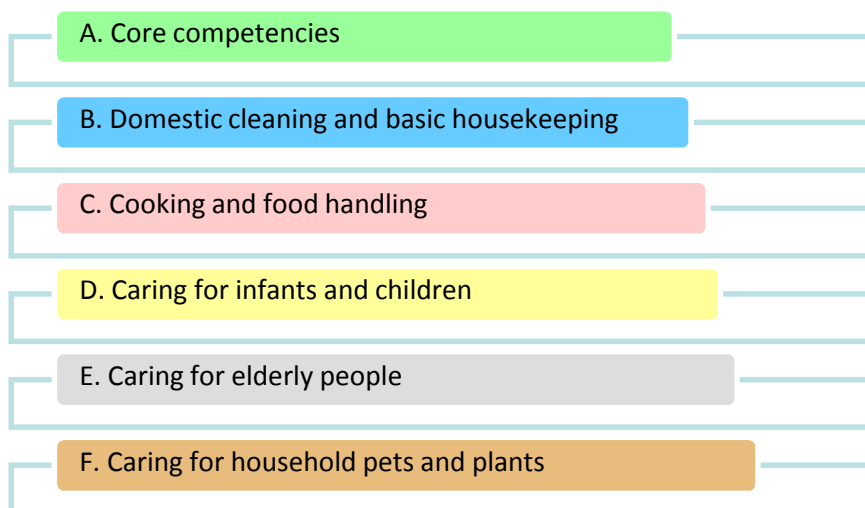 A. Core competencies
B. Domestic cleaning and basic housekeeping
C. Cooking and food handling
D. Caring for infants and children
E. Caring for elderly people
F. Caring for household pets and plants